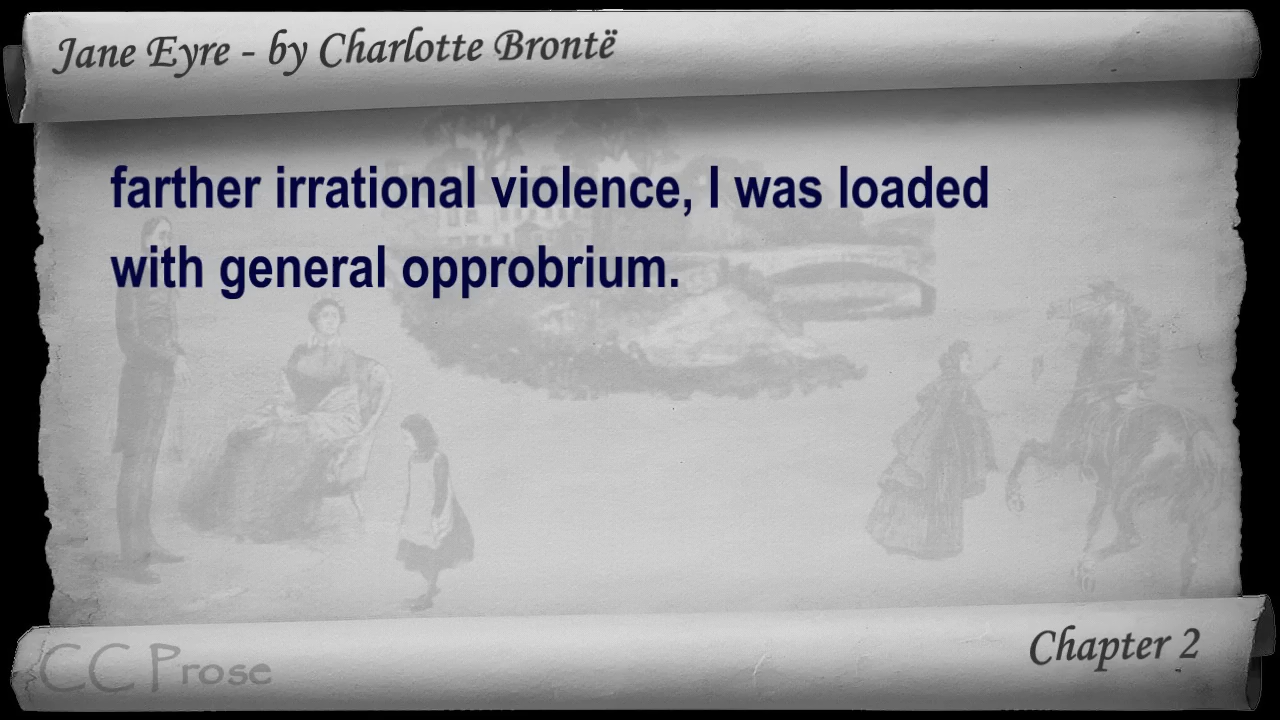 Jane Eyre - by Charlotte Brontë
farther irrational violence, I was loaded
with general opprobrium.
Chapter 2
CC Prose